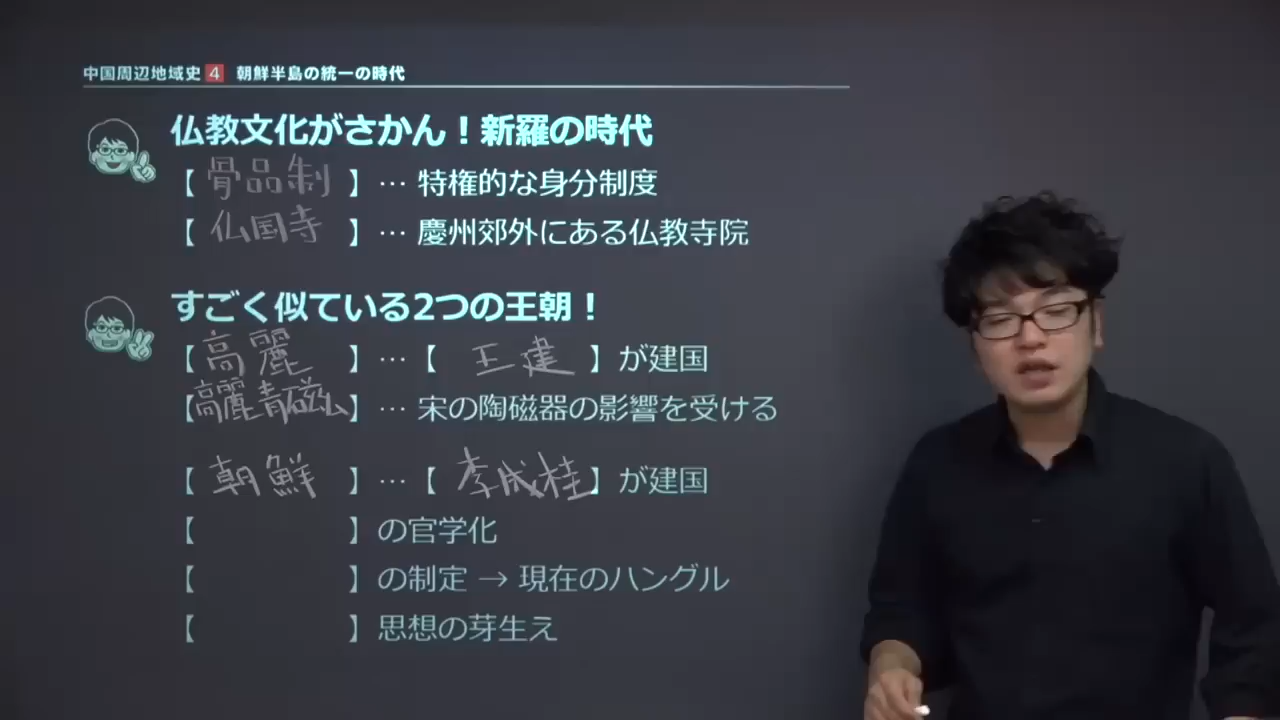 中国周辺地域史 4 朝鮮半島の統一の時代
仏教文化がさかん！新羅の時代
【 骨品制 】 … 特権的な身分制度
【 仏国寺 】 … 慶州郊外にある仏教寺院
すごく似ている2つの王朝！
【 高麗 】 … 【 王建 】 が建国
【高麗青磁】 … 宋の陶磁器の影響を受ける
【 朝鮮 】 … 【 李成桂 】 が建国
【 】 の官学化
【 】 の制定 → 現在のハングル
【 】 思想の芽生え